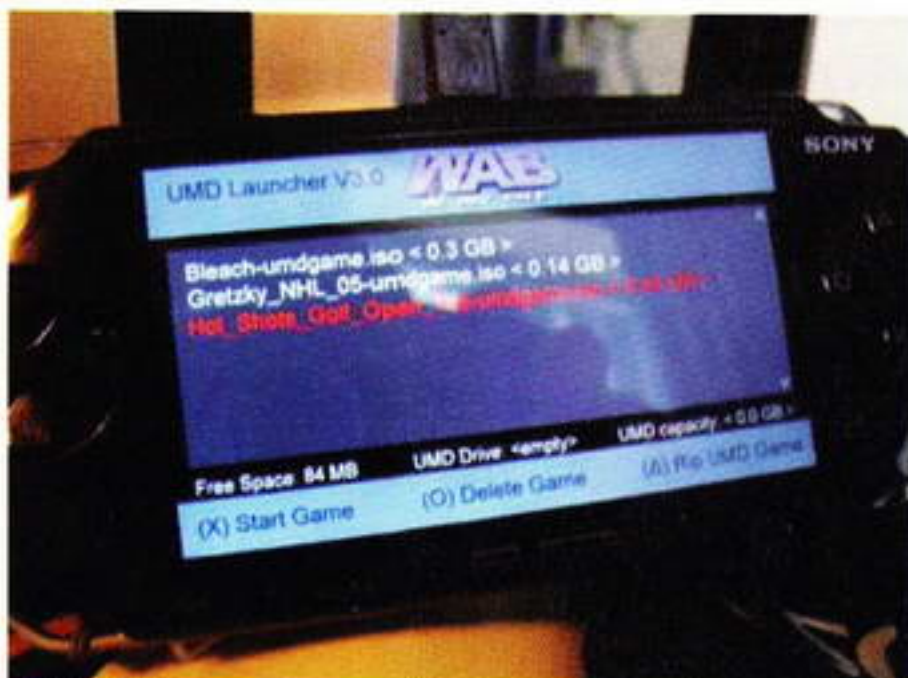 SONY
UMD Launcher V3.0
WAB
Bleach-umdgame.iso < 0.3 GB >
Gretzky_NHL_05-umdgame.iso < 0.14 GB >
Hot_Shots_Golf_Open
Free Space 84 MB
UMD Drive <empty>
UMD capacity < 0.0 GB >
(X) Start Game
(O) Delete Game
(Δ) Rip UMD Game